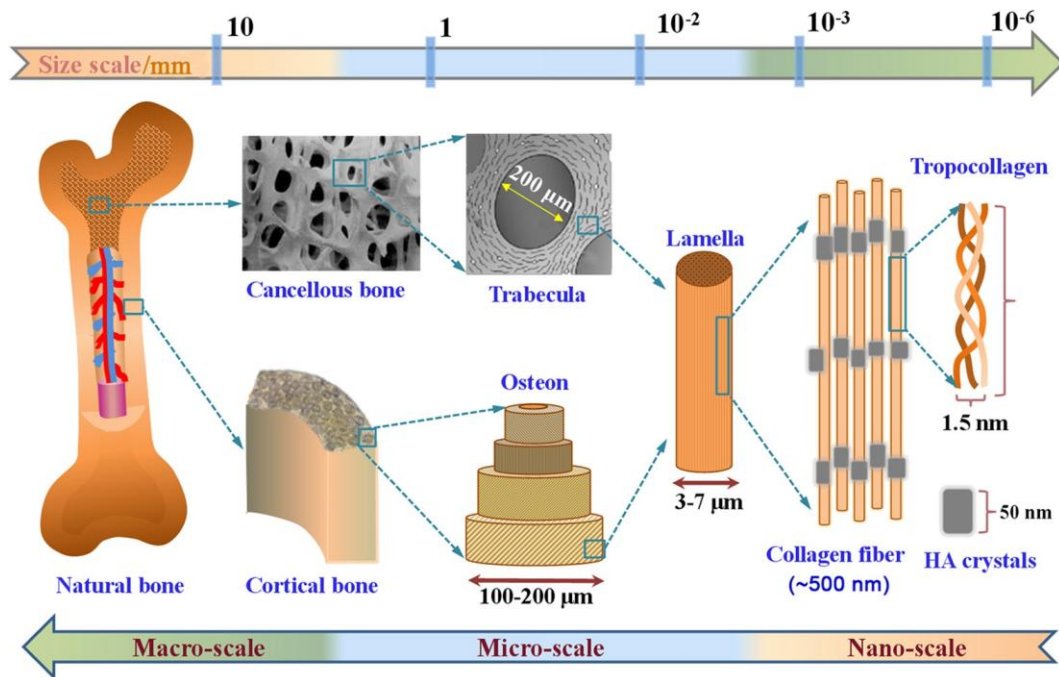 10
1
10-2
10-3
10-6
Size scale/mm
Tropocollagen
200 μm
Lamella
Cancellous bone
Trabecula
Osteon
1.5 nm
3-7 μm
50 nm
Collagen fiber
(~500 nm)
HA crystals
Natural bone
Cortical bone
100-200 μm
Macro-scale
Micro-scale
Nano-scale